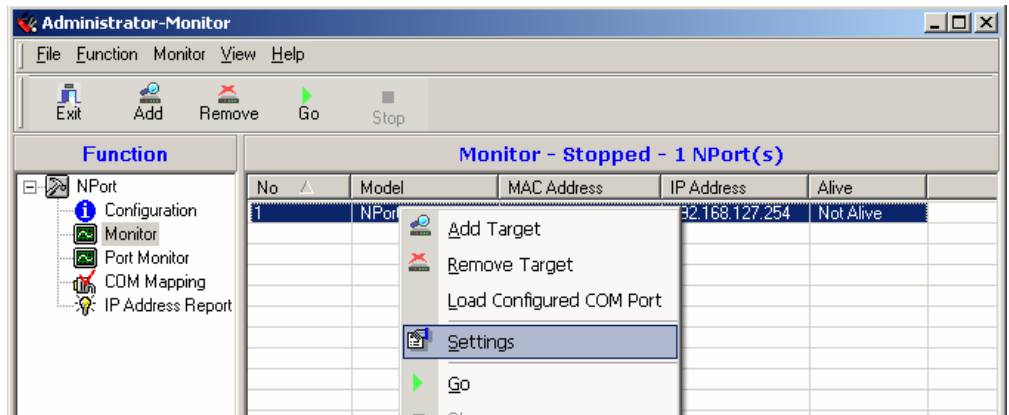 Administrator-Monitor
File Function Monitor View Help
Exit Add Remove Go Stop
Function
Monitor - Stopped - 1 NPort(s)
NPort
Configuration
Monitor
Port Monitor
COM Mapping
IP Address Report
No Model MAC Address IP Address Alive
1 92.168.127.254 Not Alive
Add Target
Remove Target
Load Configured COM Port
Settings
Go